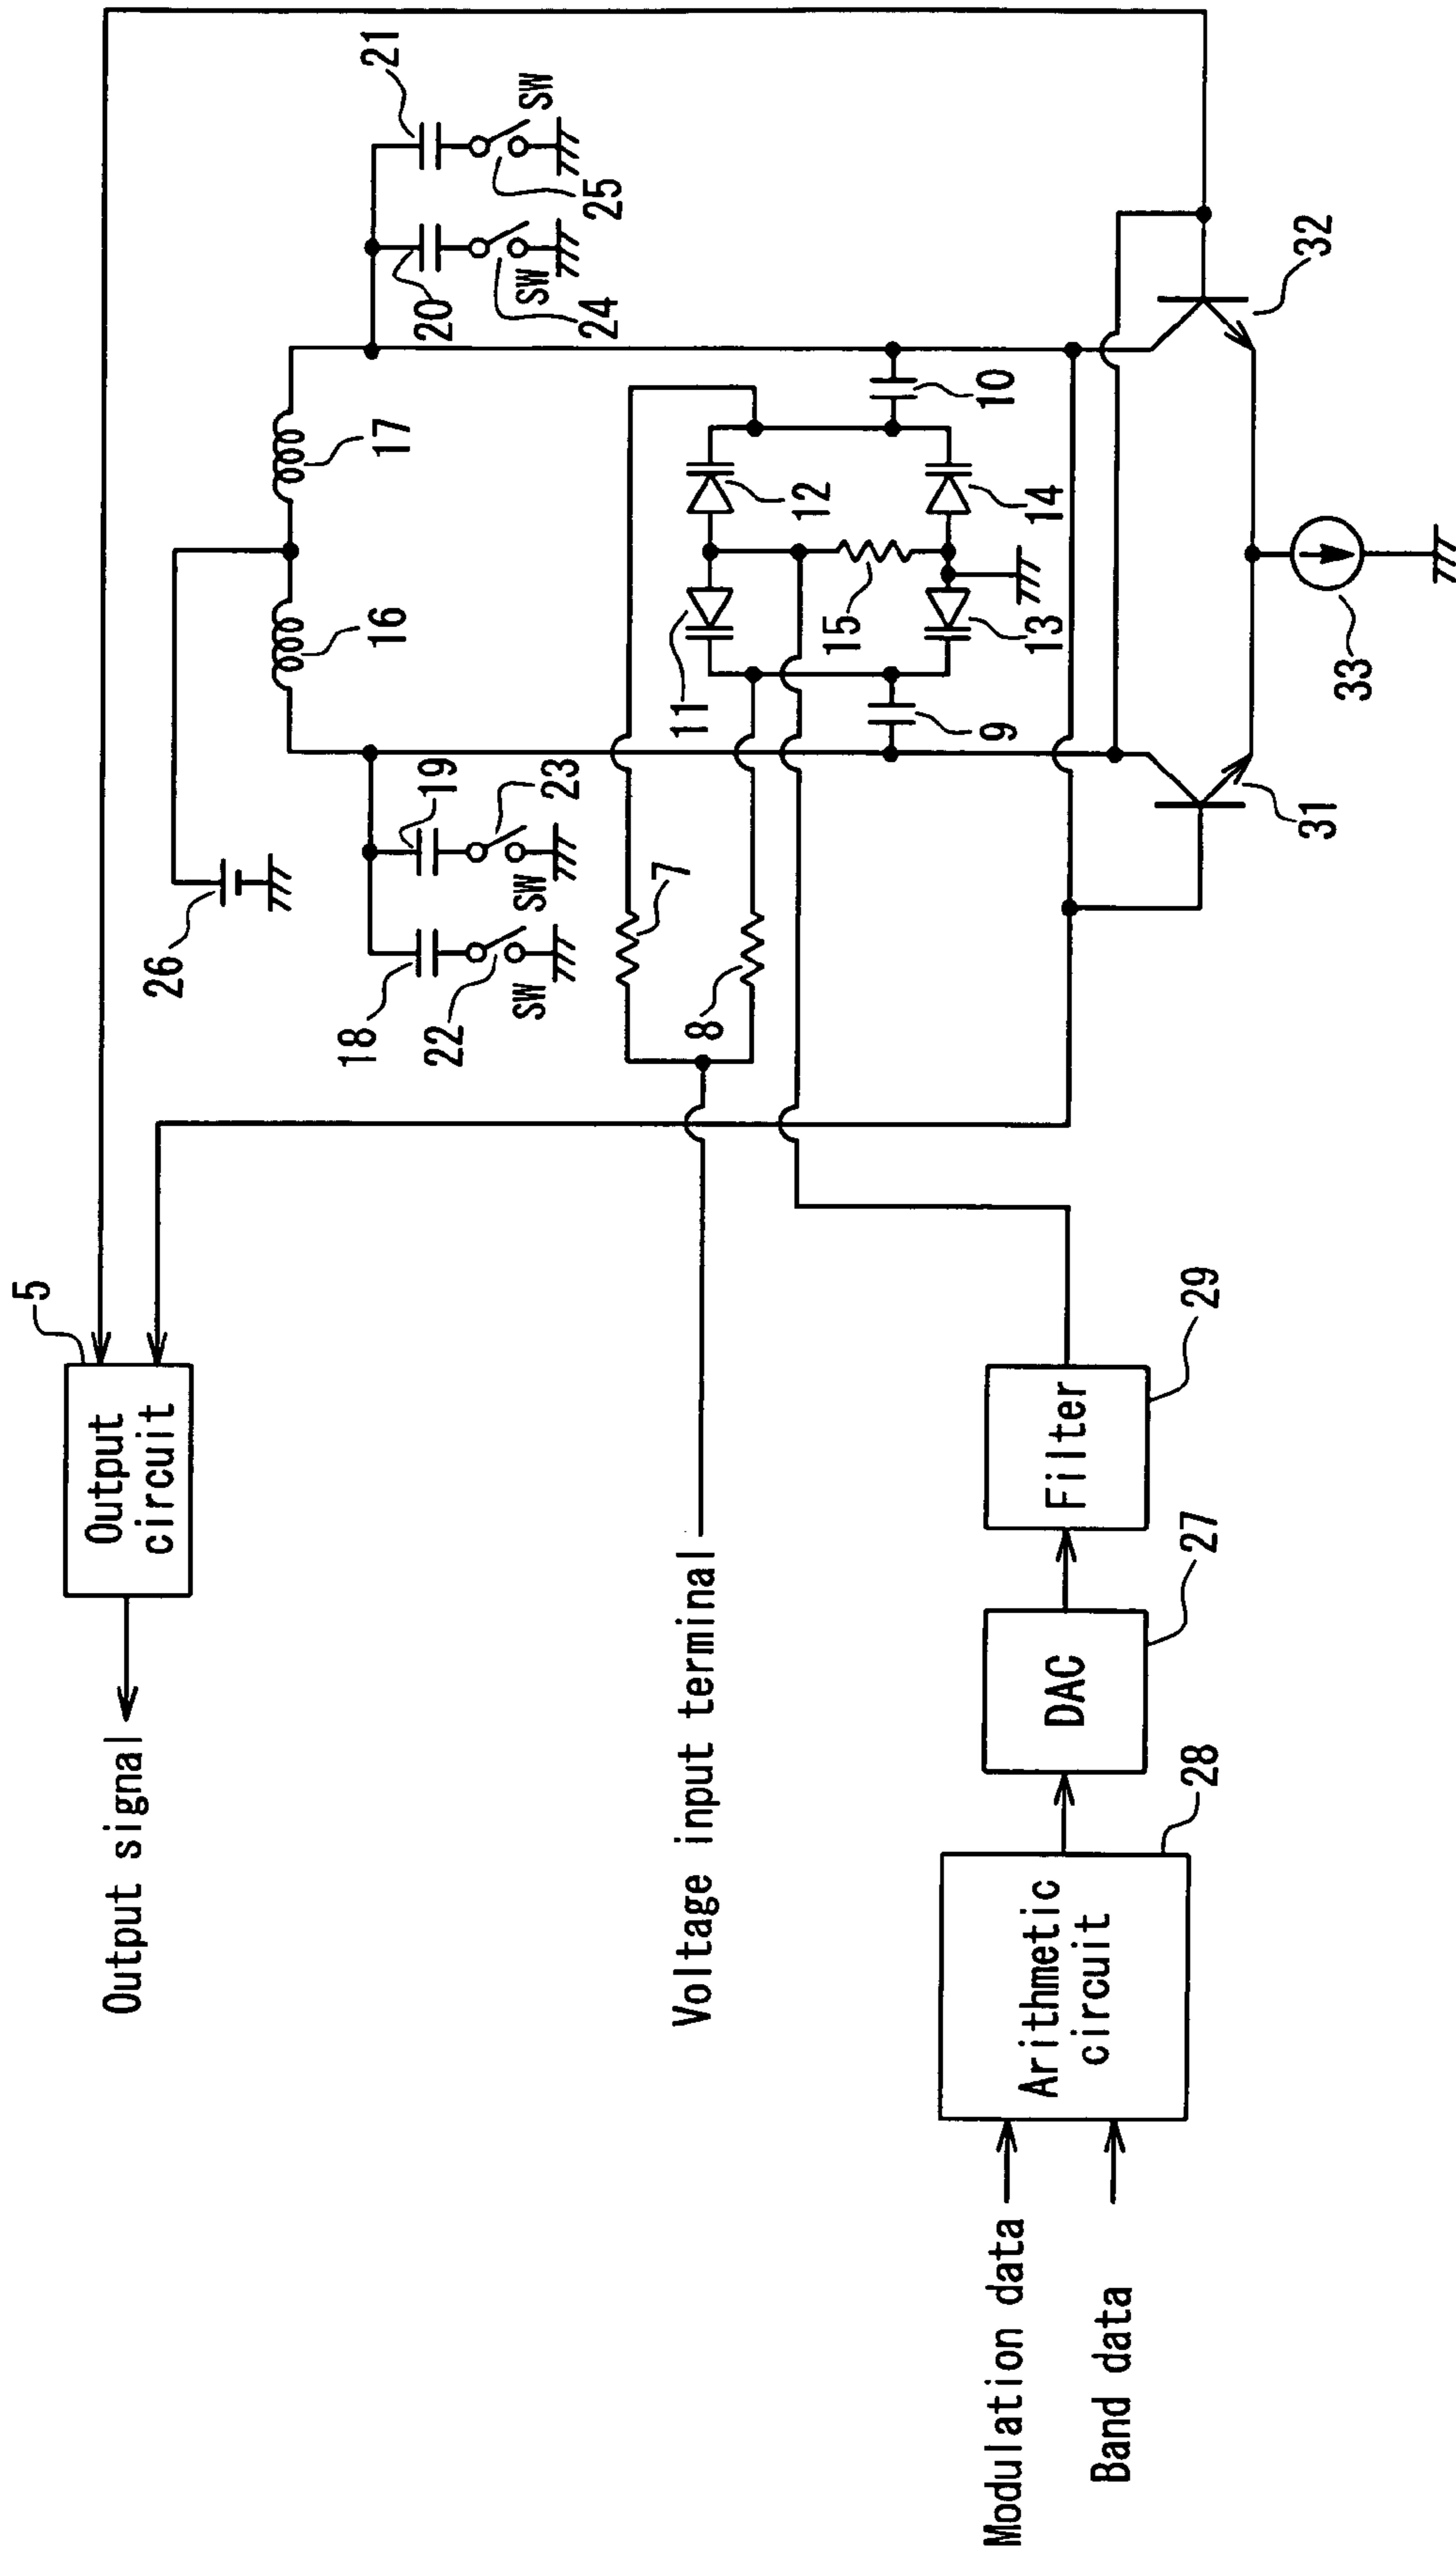 Output signal
Output
circuit
5
Voltage input terminal
Modulation data
Band data
Arithmetic
circuit
28
DAC
27
Filter
29
26
16
17
18
19
22
23
SW
SW
20
21
24
25
SW
SW
7
8
11
12
15
13
14
9
10
31
32
33